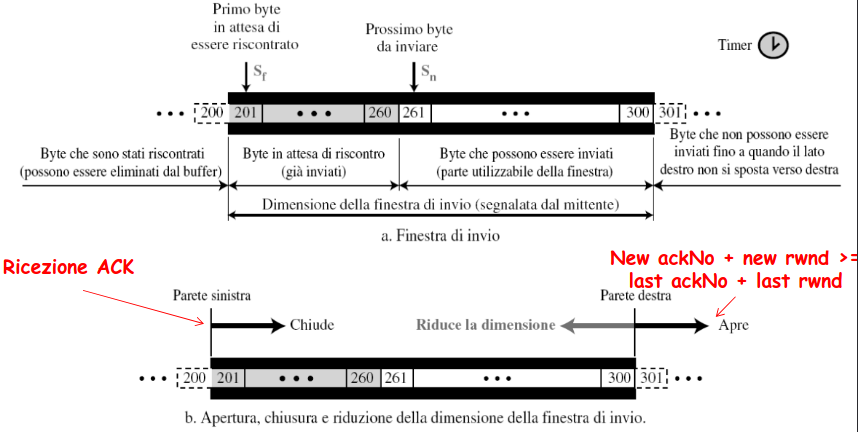 Primo byte
in attesa di
essere riscontrato
Prossimo byte
da inviare
Timer
Sf
Sn
••• 200 201 ••• 260 261 ••• 300 301 •••
Byte che sono stati riscontrati
(possono essere eliminati dal buffer)
Byte in attesa di riscontro
(già inviati)
Byte che possono essere inviati
(parte utilizzabile della finestra)
Byte che non possono essere
inviati fino a quando il lato
destro non si sposta verso destra
Dimensione della finestra di invio (segnalata dal mittente)
a. Finestra di invio
Ricezione ACK
New ackNo + new rwnd >=
last ackNo + last rwnd
Parete sinistra
Parete destra
Chiude
Riduce la dimensione
Apre
••• 200 201 ••• 260 261 ••• 300 301 •••
b. Apertura, chiusura e riduzione della dimensione della finestra di invio.